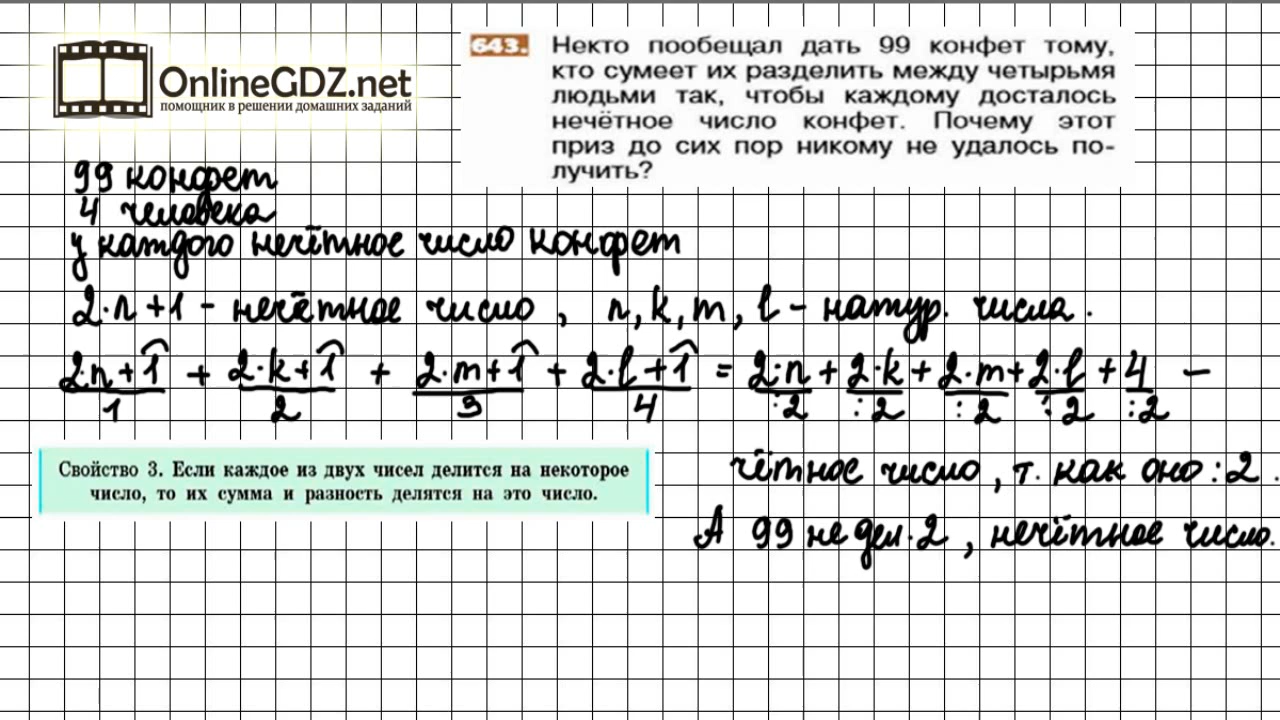 OnlineGDZ.net
помощник в решении домашних заданий
643. Некто пообещал дать 99 конфет тому,
кто сумеет их разделить между четырьмя
людьми так, чтобы каждому досталось
нечётное число конфет. Почему этот
приз до сих пор никому не удалось по-
лучить?
99 конфет
4 человека
у каждого нечётное число конфет
2·n+1 - нечётное число, n, k, m, l - натур. числа.
2·n+1 + 2·k+1 + 2·m+1 + 2·l+1 = 2·n + 2·k + 2·m + 2·l + 4 -
1 2 3 4 :2 :2 :2 :2 :2
Свойство 3. Если каждое из двух чисел делится на некоторое
число, то их сумма и разность делятся на это число.
чётное число, т. как оно :2.
А 99 не дел. 2, нечётное число.